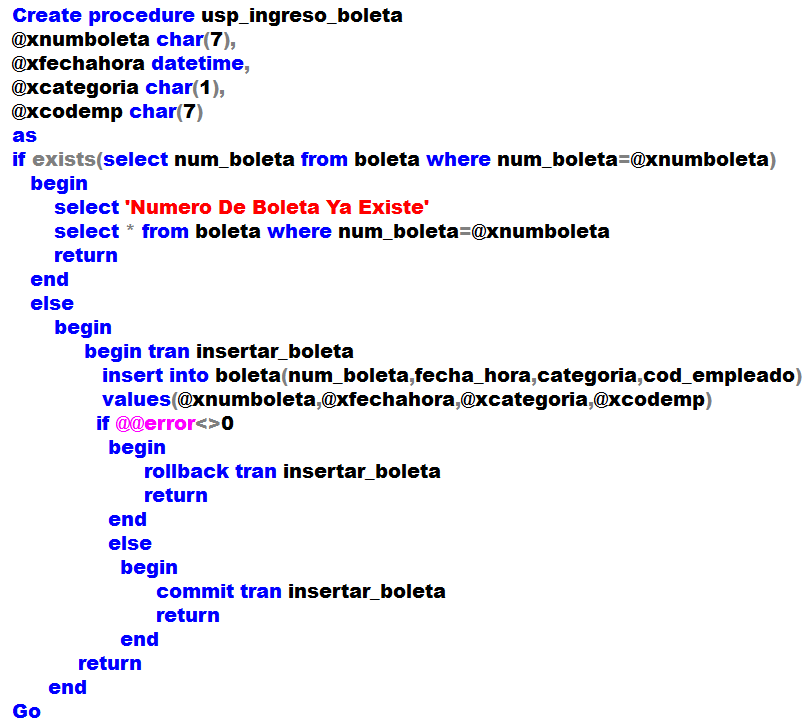 Create procedure usp_ingreso_boleta
@xnumboleta char(7),
@xfechahora datetime,
@xcategoria char(1),
@xcodemp char(7)
as
if exists(select num_boleta from boleta where num_boleta=@xnumboleta)
begin
select 'Numero De Boleta Ya Existe'
select * from boleta where num_boleta=@xnumboleta
return
end
else
begin
begin tran insertar_boleta
insert into boleta(num_boleta,fecha_hora,categoria,cod_empleado)
values(@xnumboleta,@xfechahora,@xcategoria,@xcodemp)
if @@error<>0
begin
rollback tran insertar_boleta
return
end
else
begin
commit tran insertar_boleta
return
end
return
end
Go